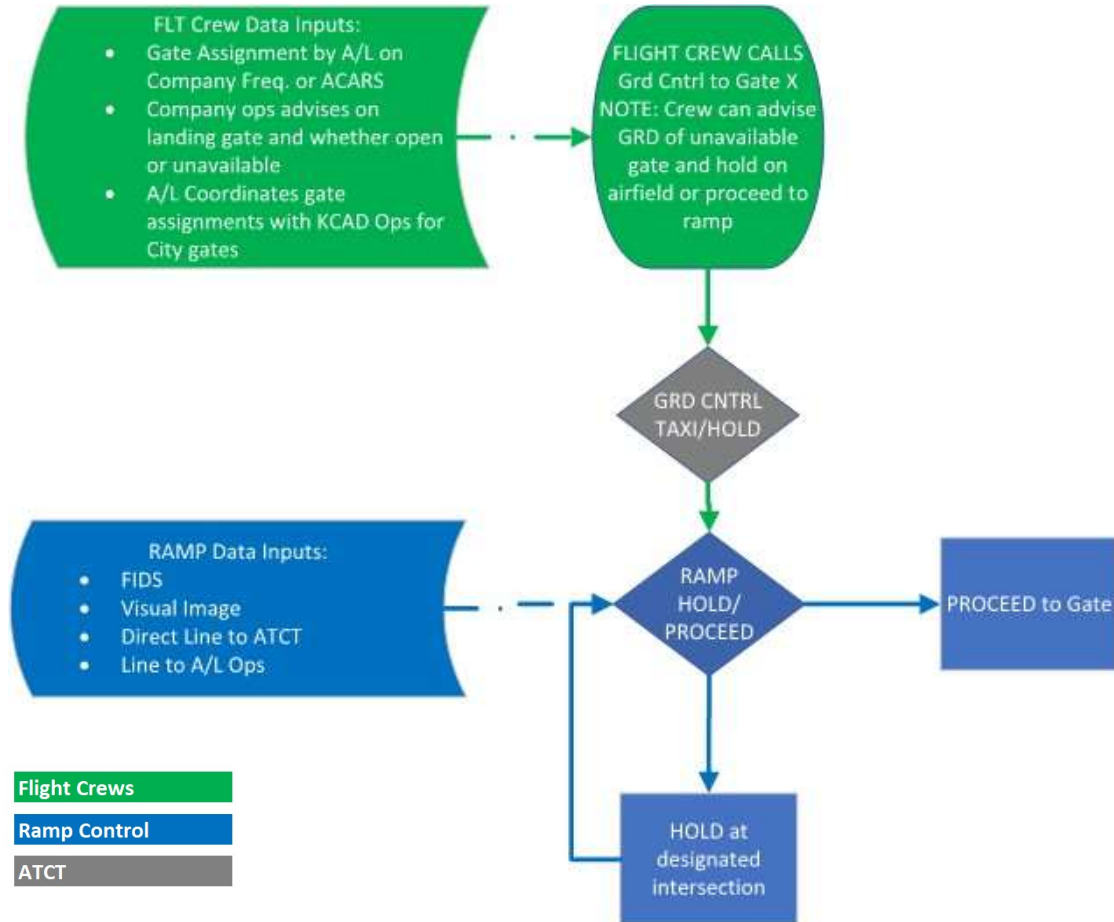 FLT Crew Data Inputs:
• Gate Assignment by A/L on
Company Freq. or ACARS
• Company ops advises on
landing gate and whether open
or unavailable
• A/L Coordinates gate
assignments with KCAD Ops for
City gates
FLIGHT CREW CALLS
Grd Cntrl to Gate X
NOTE: Crew can advise
GRD of unavailable
gate and hold on
airfield or proceed to
ramp
GRD CNTRL
TAXI/HOLD
RAMP Data Inputs:
• FIDS
• Visual Image
• Direct Line to ATCT
• Line to A/L Ops
RAMP
HOLD/
PROCEED
PROCEED to Gate
HOLD at
designated
intersection
Flight Crews
Ramp Control
ATCT